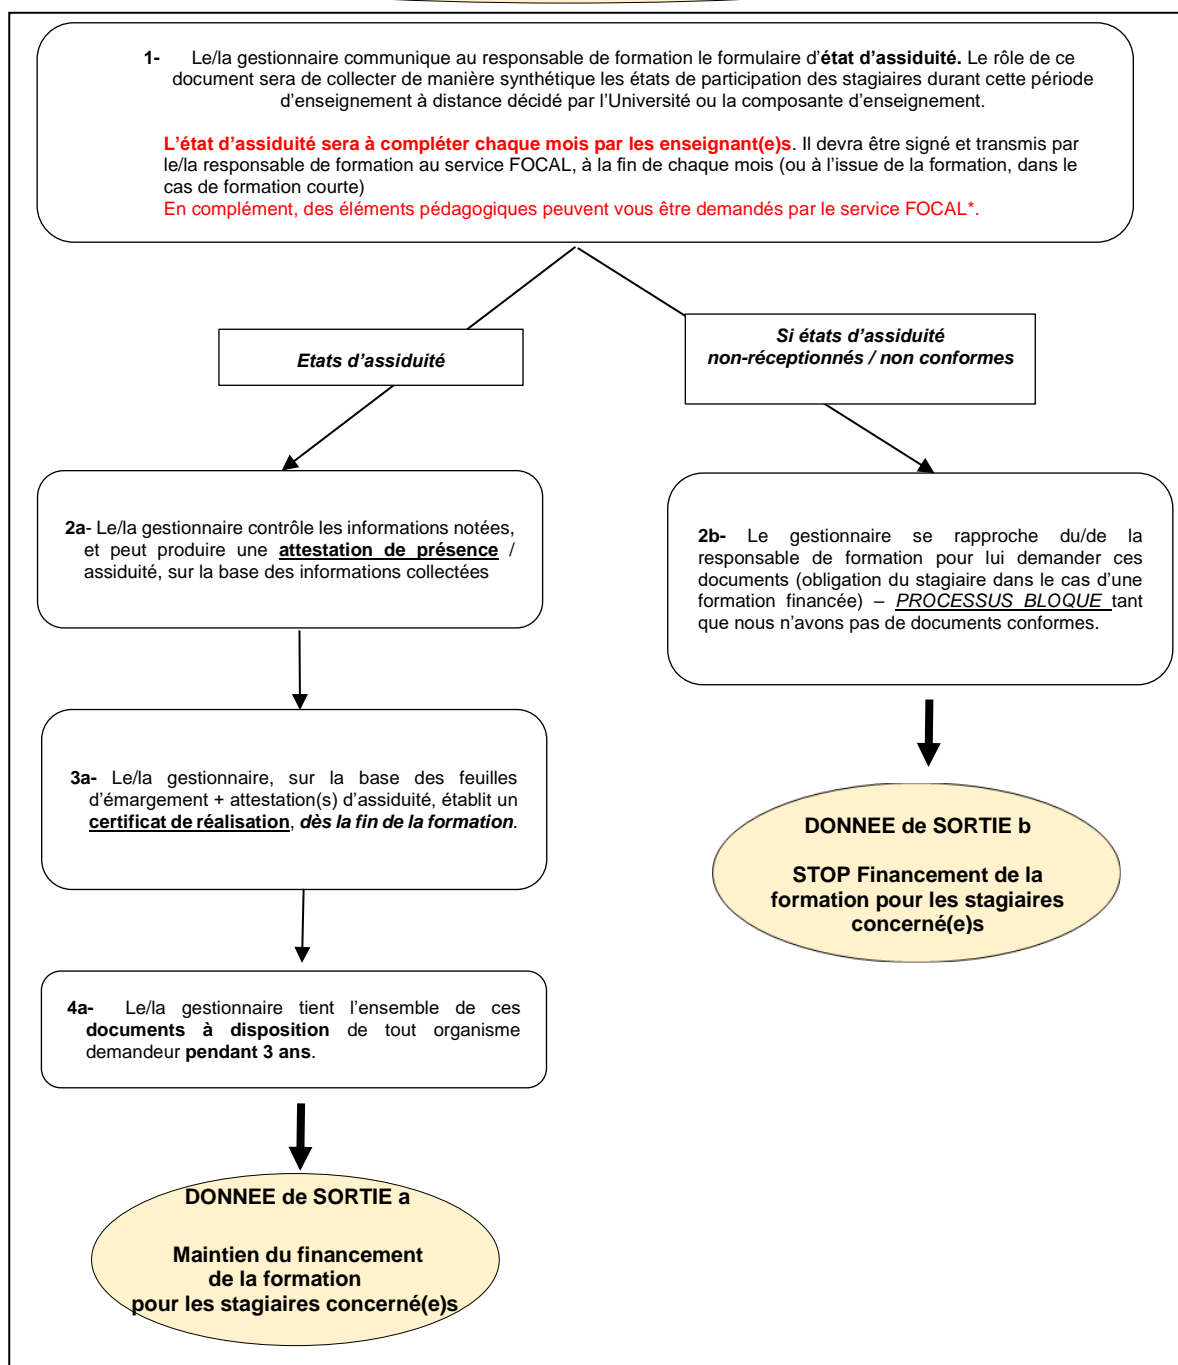 1- Le/la gestionnaire communique au responsable de formation le formulaire d’état d’assiduité. Le rôle de ce
document sera de collecter de manière synthétique les états de participation des stagiaires durant cette période
d’enseignement à distance décidé par l’Université ou la composante d’enseignement.
L’état d’assiduité sera à compléter chaque mois par les enseignant(e)s. Il devra être signé et transmis par
le/la responsable de formation au service FOCAL, à la fin de chaque mois (ou à l’issue de la formation, dans le
cas de formation courte)
En complément, des éléments pédagogiques peuvent vous être demandés par le service FOCAL*.
Etats d’assiduité
Si états d’assiduité
non-réceptionnés / non conformes
2a- Le/la gestionnaire contrôle les informations notées,
et peut produire une attestation de présence /
assiduité, sur la base des informations collectées
2b- Le gestionnaire se rapproche du/de la
responsable de formation pour lui demander ces
documents (obligation du stagiaire dans le cas d’une
formation financée) – PROCESSUS BLOQUE tant
que nous n’avons pas de documents conformes.
3a- Le/la gestionnaire, sur la base des feuilles
d’émargement + attestation(s) d’assiduité, établit un
certificat de réalisation, dès la fin de la formation.
DONNEE de SORTIE b
STOP Financement de la
formation pour les stagiaires
concerné(e)s
4a- Le/la gestionnaire tient l’ensemble de ces
documents à disposition de tout organisme
demandeur pendant 3 ans.
DONNEE de SORTIE a
Maintien du financement
de la formation
pour les stagiaires concerné(e)s